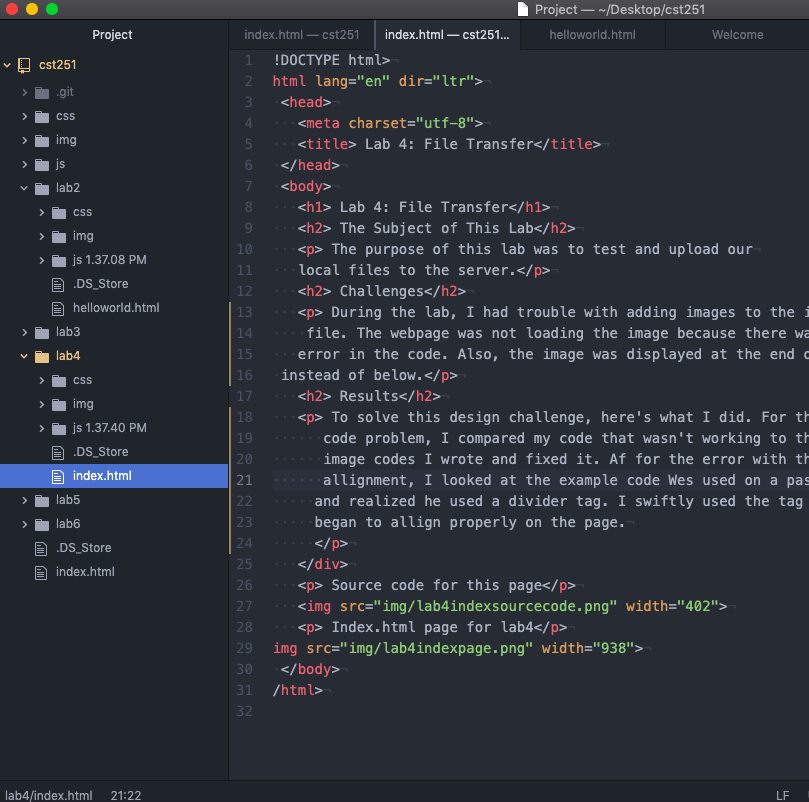 Project — ~/Desktop/cst251
Project
index.html — cst251
index.html — cst251...
helloworld.html
Welcome
cst251
.git
css
img
js
lab2
css
img
js 1.37.08 PM
.DS_Store
helloworld.html
lab3
lab4
css
img
js 1.37.40 PM
.DS_Store
index.html
lab5
lab6
.DS_Store
index.html
1 !DOCTYPE html>
2 html lang="en" dir="ltr">
3 <head>
4 <meta charset="utf-8">
5 <title> Lab 4: File Transfer</title>
6 </head>
7 <body>
8 <h1> Lab 4: File Transfer</h1>
9 <h2> The Subject of This Lab</h2>
10 <p> The purpose of this lab was to test and upload our
11 local files to the server.</p>
12 <h2> Challenges</h2>
13 <p> During the lab, I had trouble with adding images to the i
14 file. The webpage was not loading the image because there wa
15 error in the code. Also, the image was displayed at the end o
16 instead of below.</p>
17 <h2> Results</h2>
18 <p> To solve this design challenge, here's what I did. For th
19 code problem, I compared my code that wasn't working to th
20 image codes I wrote and fixed it. Af for the error with th
21 allignment, I looked at the example code Wes used on a pas
22 and realized he used a divider tag. I swiftly used the tag
23 began to allign properly on the page.
24 </p>
25 </div>
26 <p> Source code for this page</p>
27 <img src="img/lab4indexsourcecode.png" width="402">
28 <p> Index.html page for lab4</p>
29 img src="img/lab4indexpage.png" width="938">
30 </body>
31 /html>
32
lab4/index.html 21:22 LF